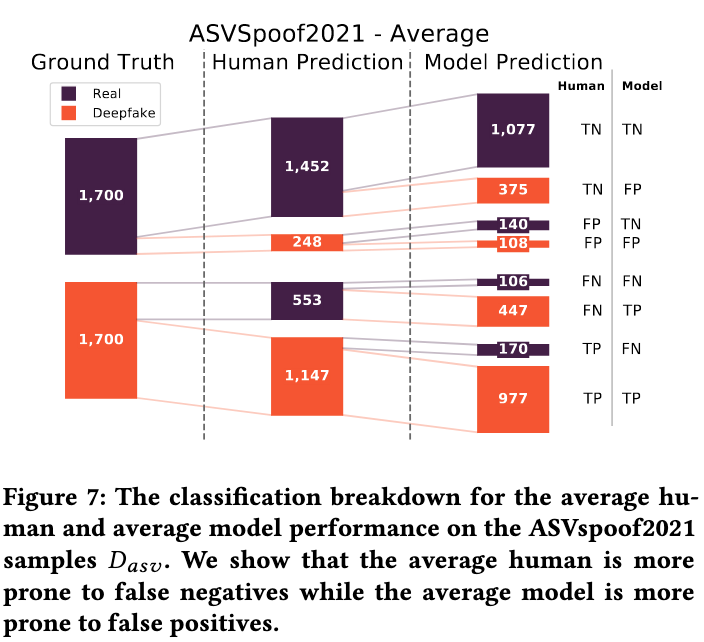 ASVSpoof2021 - Average
Ground Truth
Human Prediction
Model Prediction
Human Model
Real
Deepfake
1,700
1,452
1,077 TN TN
375 TN FP
248
140 FP TN
108 FP FP
1,700
553
106 FN FN
447 FN TP
1,147
170 TP FN
977 TP TP
Figure 7: The classification breakdown for the average hu-
man and average model performance on the ASVspoof2021
samples D_asv. We show that the average human is more
prone to false negatives while the average model is more
prone to false positives.